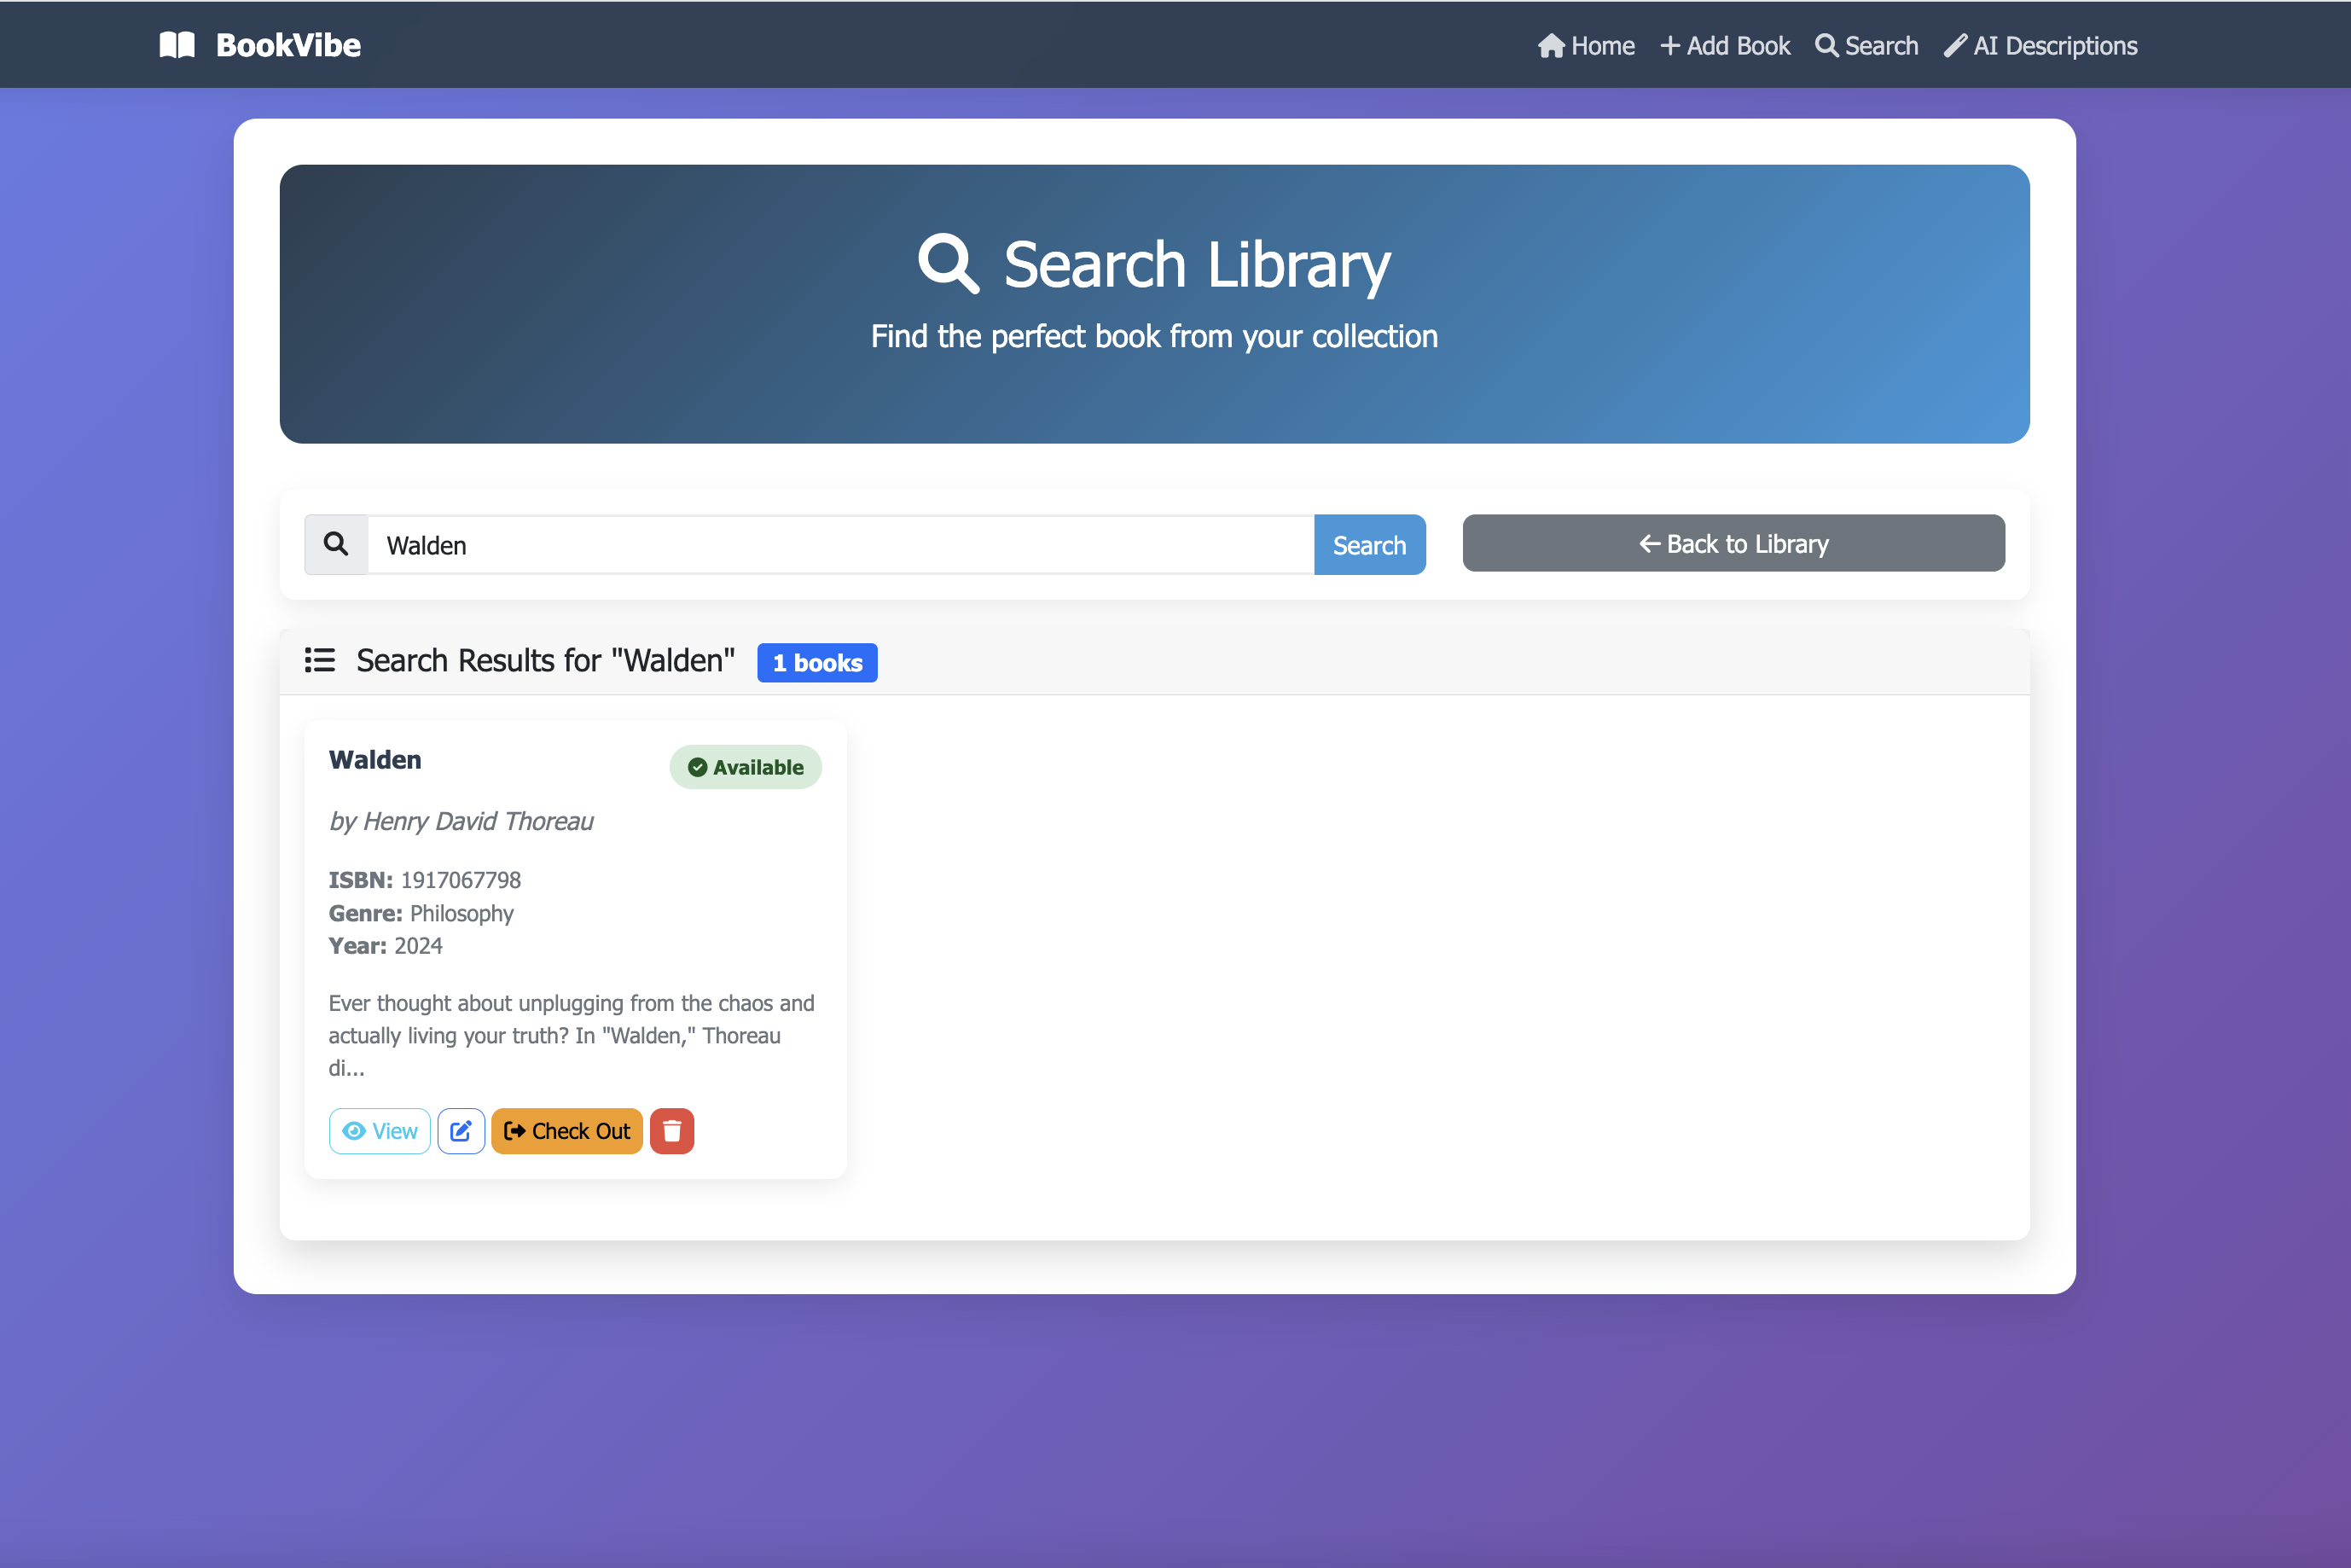 BookVibe
Home Add Book Search AI Descriptions
Search Library
Find the perfect book from your collection
Walden Search Back to Library
Search Results for "Walden" 1 books
Walden Available
by Henry David Thoreau
ISBN: 1917067798
Genre: Philosophy
Year: 2024
Ever thought about unplugging from the chaos and
actually living your truth? In "Walden," Thoreau
di...
View Check Out